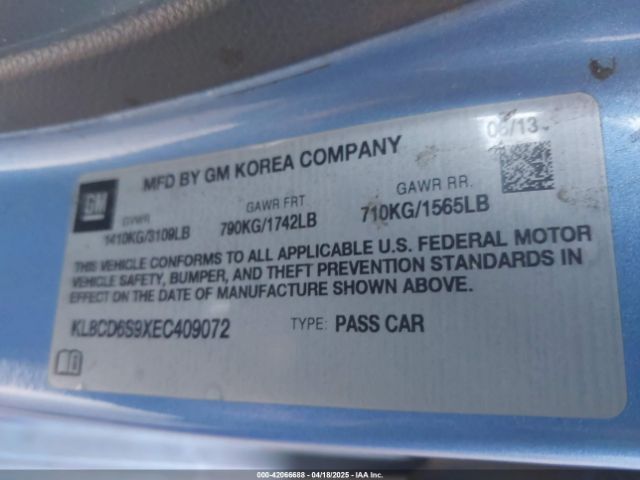 MFD BY GM KOREA COMPANY
08/13
GM
GVWR
GAWR FRT.
GAWR RR.
1410KG/3109LB
790KG/1742LB
710KG/1565LB
THIS VEHICLE CONFORMS TO ALL APPLICABLE U.S. FEDERAL MOTOR
VEHICLE SAFETY, BUMPER, AND THEFT PREVENTION STANDARDS IN
EFFECT ON THE DATE OF MANUFACTURE SHOWN ABOVE.
KL8CD6S9XEC409072
TYPE: PASS CAR
000-42066688 - 04/18/2025 - IAA Inc.